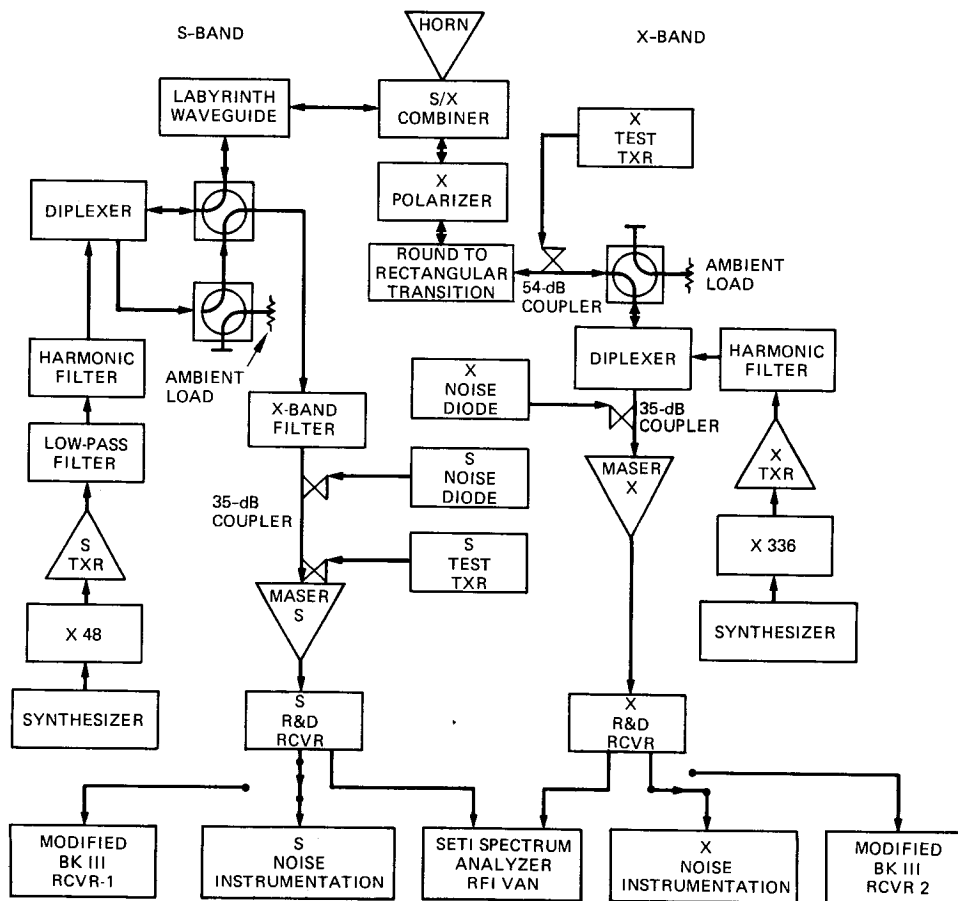 S-BAND
HORN
X-BAND
LABYRINTH
WAVEGUIDE
S/X
COMBINER
X
TEST
TXR
DIPLEXER
X
POLARIZER
ROUND TO
RECTANGULAR
TRANSITION
54-dB
COUPLER
AMBIENT
LOAD
HARMONIC
FILTER
AMBIENT
LOAD
DIPLEXER
HARMONIC
FILTER
X
NOISE
DIODE
35-dB
COUPLER
X-BAND
FILTER
LOW-PASS
FILTER
S
NOISE
DIODE
MASER
X
X
TXR
35-dB
COUPLER
S
TXR
S
TEST
TXR
X 336
MASER
S
X 48
SYNTHESIZER
SYNTHESIZER
S
R&D
RCVR
X
R&D
RCVR
MODIFIED
BK III
RCVR-1
S
NOISE
INSTRUMENTATION
SETI SPECTRUM
ANALYZER
RFI VAN
X
NOISE
INSTRUMENTATION
MODIFIED
BK III
RCVR 2